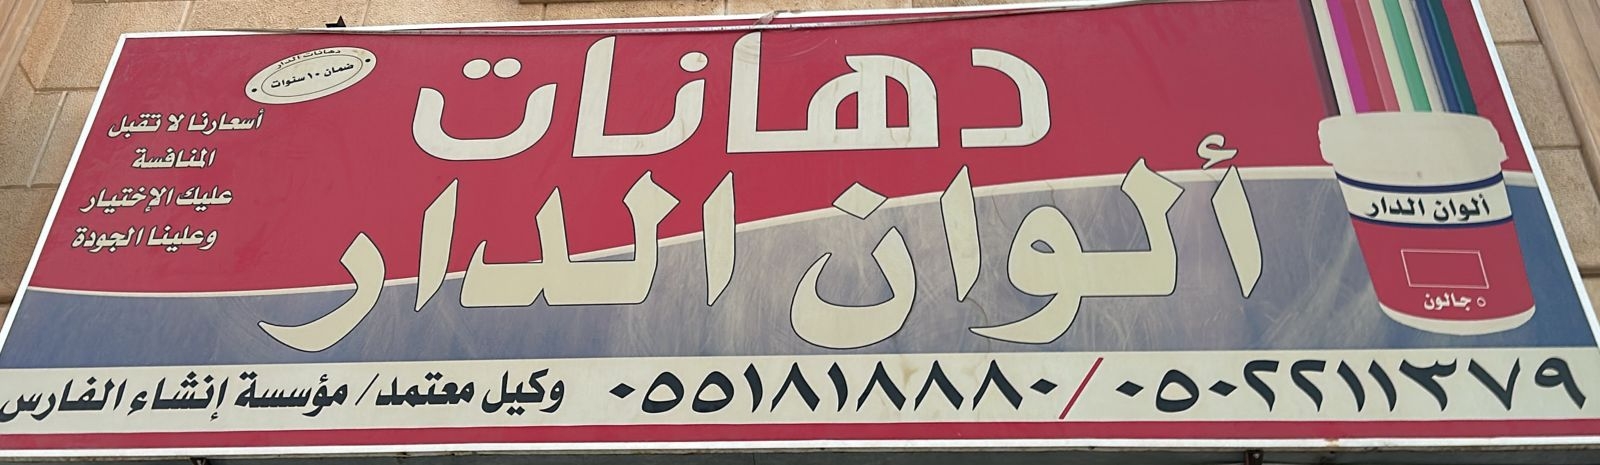 دهانات
ألوان الدار
دهانات الدار
ضمان ١٠ سنوات
أسعارنا لا تقبل
المنافسة
عليك الإختيار
وعلينا الجودة
ألوان الدار
٥ جالون
٠٥٠٢٢١١٣٧٩ / ٠٥٥١٨١٨٨٨٠ وكيل معتمد/ مؤسسة إنشاء الفارس